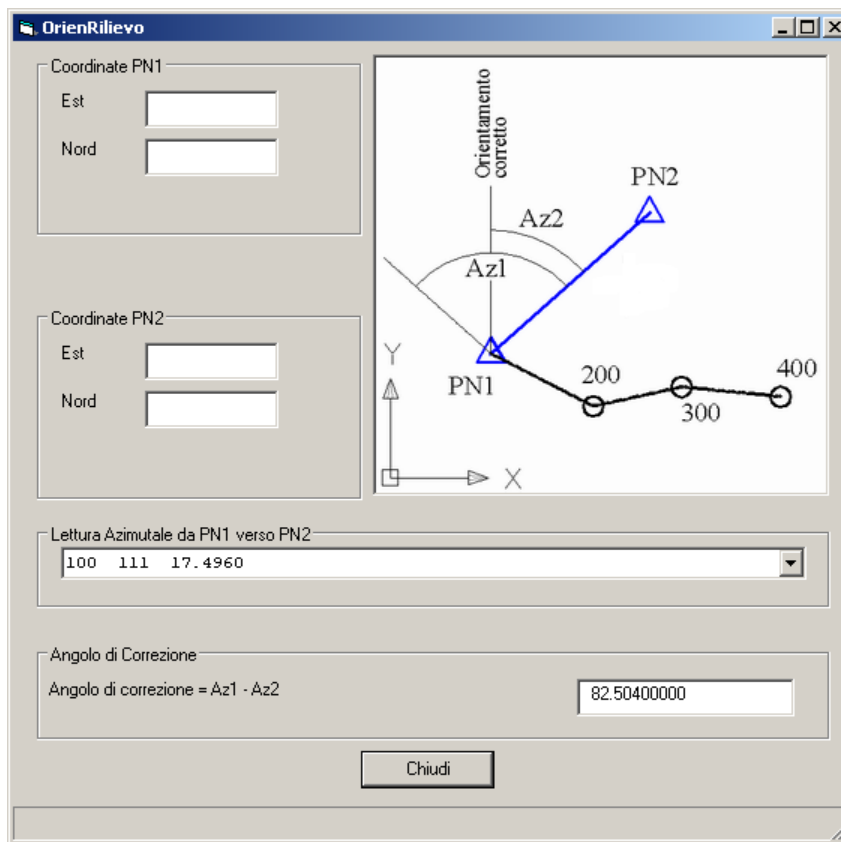 OrienRilievo
Coordinate PN1
Est
Nord
Orientamento
corretto
PN2
Az2
Az1
Y
PN1
200
300
400
X
Coordinate PN2
Est
Nord
Lettura Azimutale da PN1 verso PN2
100 111 17.4960
Angolo di Correzione
Angolo di correzione = Az1 - Az2
82.50400000
Chiudi